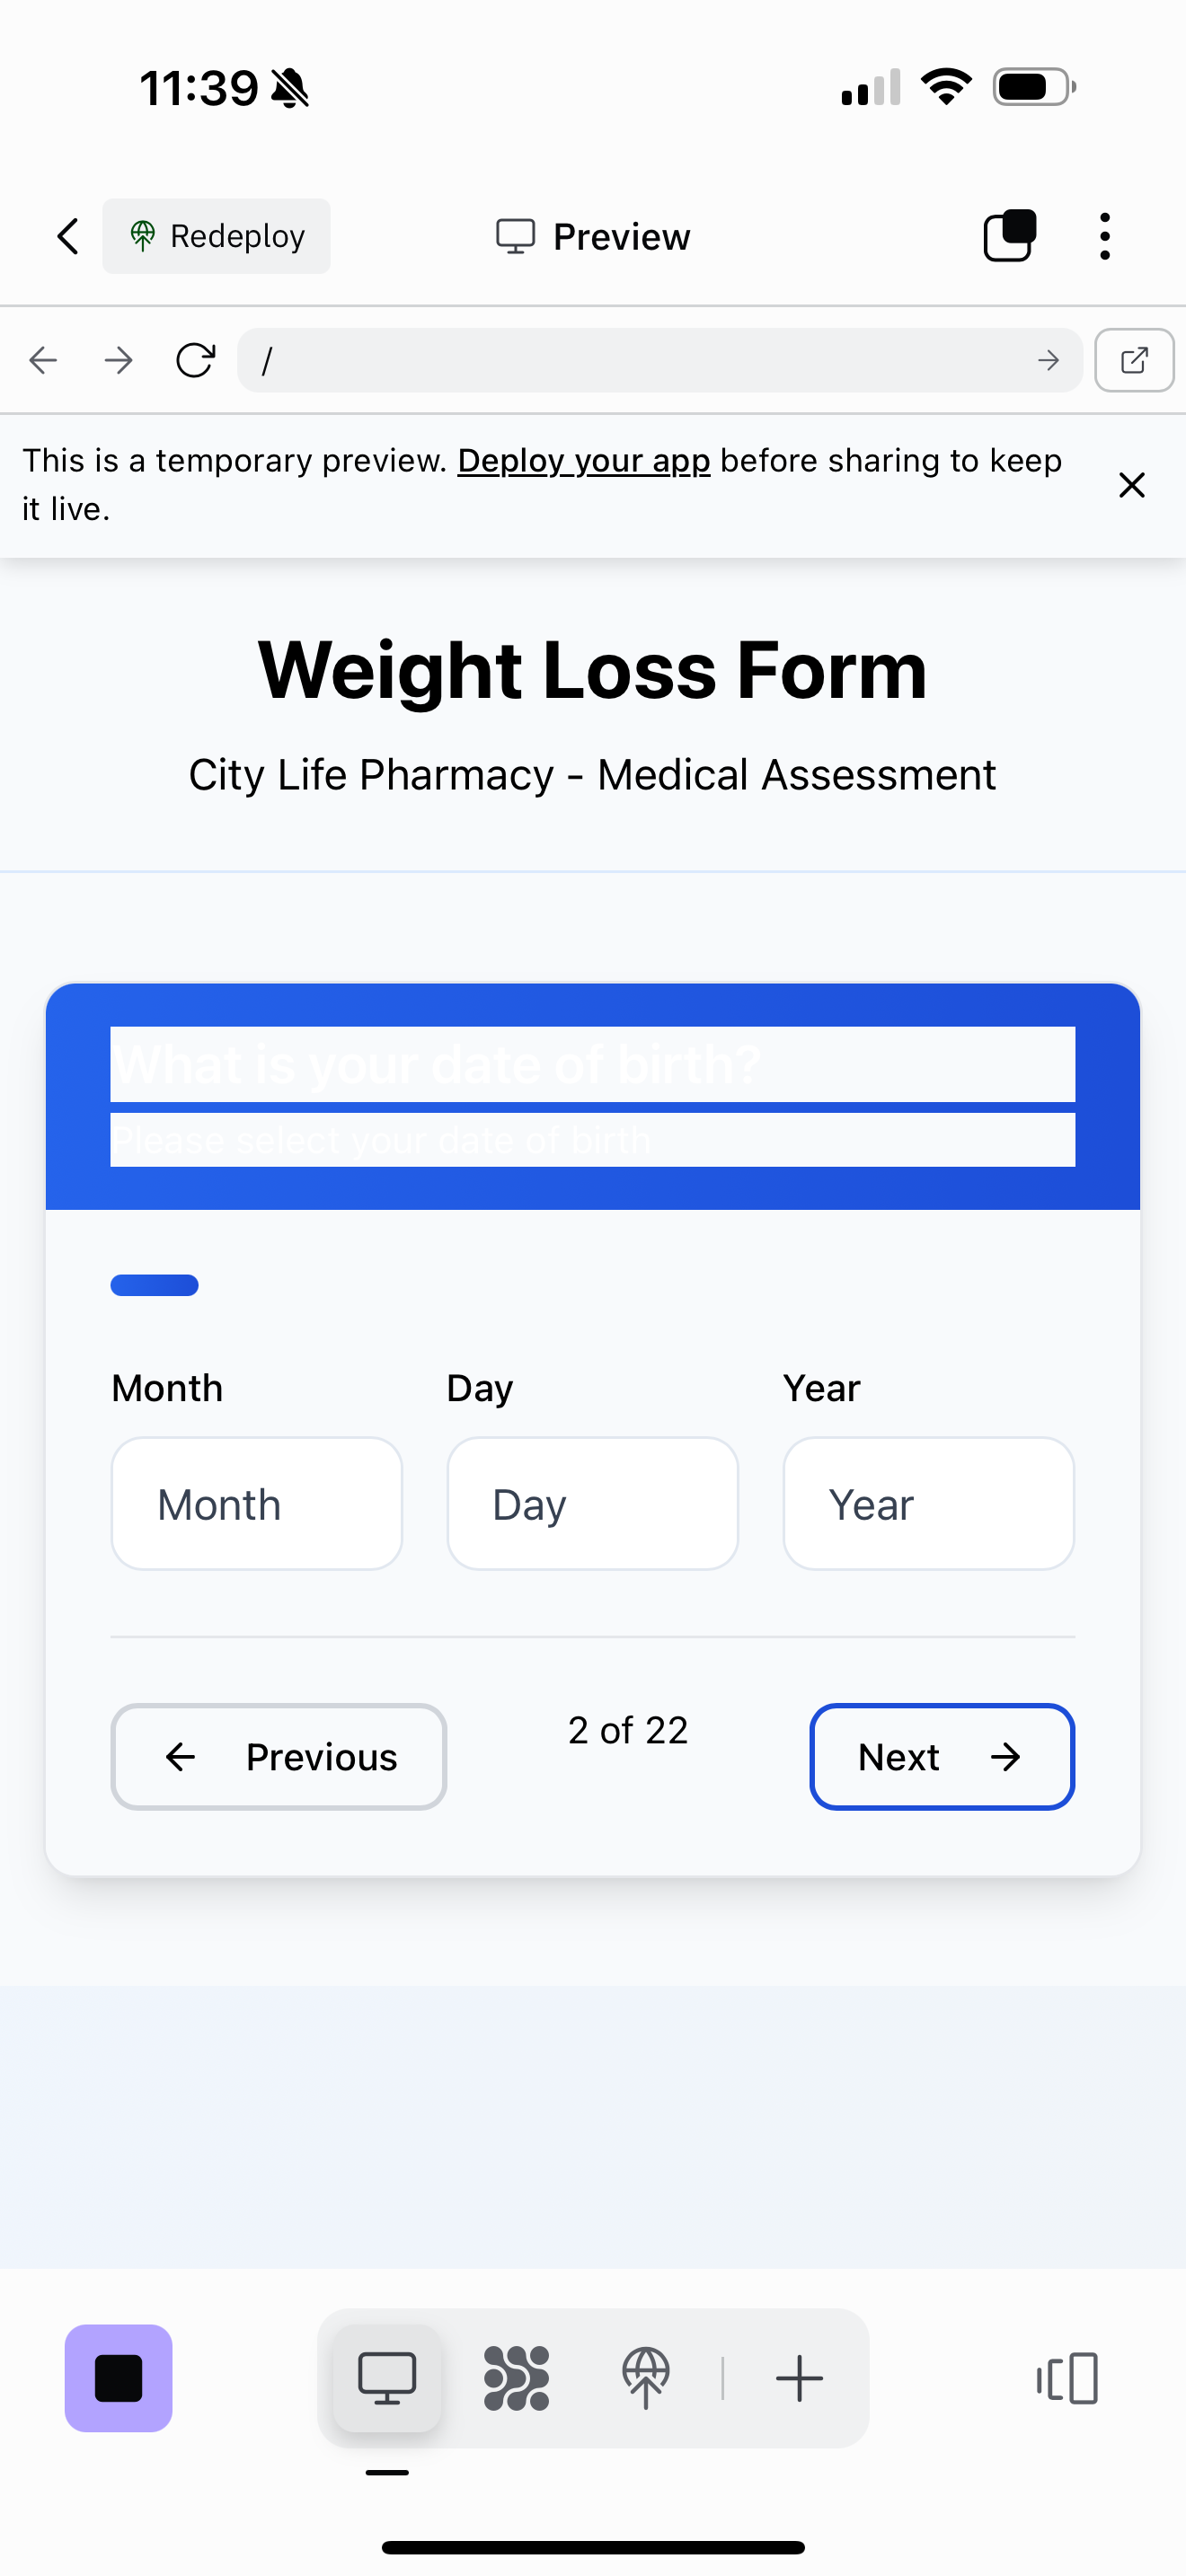 11:39
Redeploy
Preview
/
This is a temporary preview. Deploy your app before sharing to keep
it live.
Weight Loss Form
City Life Pharmacy - Medical Assessment
What is your date of birth?
Please select your date of birth
Month Day Year
Month Day Year
Previous 2 of 22 Next